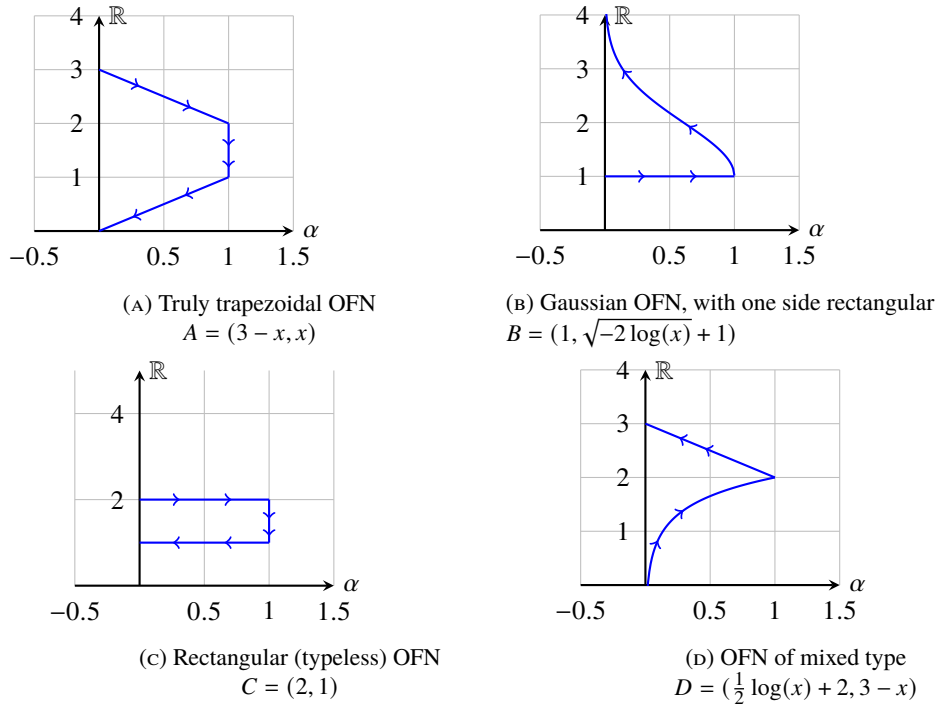 4 ℝ
3
2
1
α
−0.5 0.5 1 1.5
(A) Truly trapezoidal OFN
A = (3 − x, x)
4 ℝ
3
2
1
α
−0.5 0.5 1 1.5
(B) Gaussian OFN, with one side rectangular
B = (1, √−2 log(x) + 1)
ℝ
4
2
α
−0.5 0.5 1 1.5
(C) Rectangular (typeless) OFN
C = (2, 1)
4 ℝ
3
2
1
α
−0.5 0.5 1 1.5
(D) OFN of mixed type
D = (½ log(x) + 2, 3 − x)